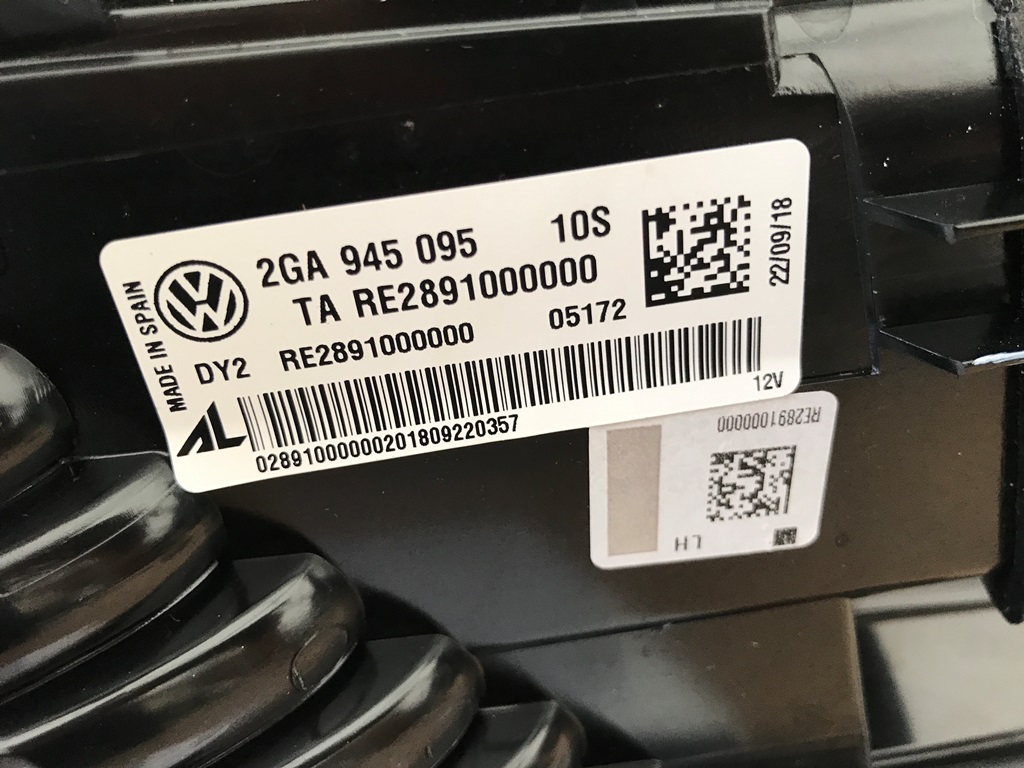 MADE IN SPAIN
2GA 945 095 10S
TA RE2891000000
DY2 RE2891000000 05172
22/09/18
AL
0289100000201809220357
12V
RE2891000000
LH